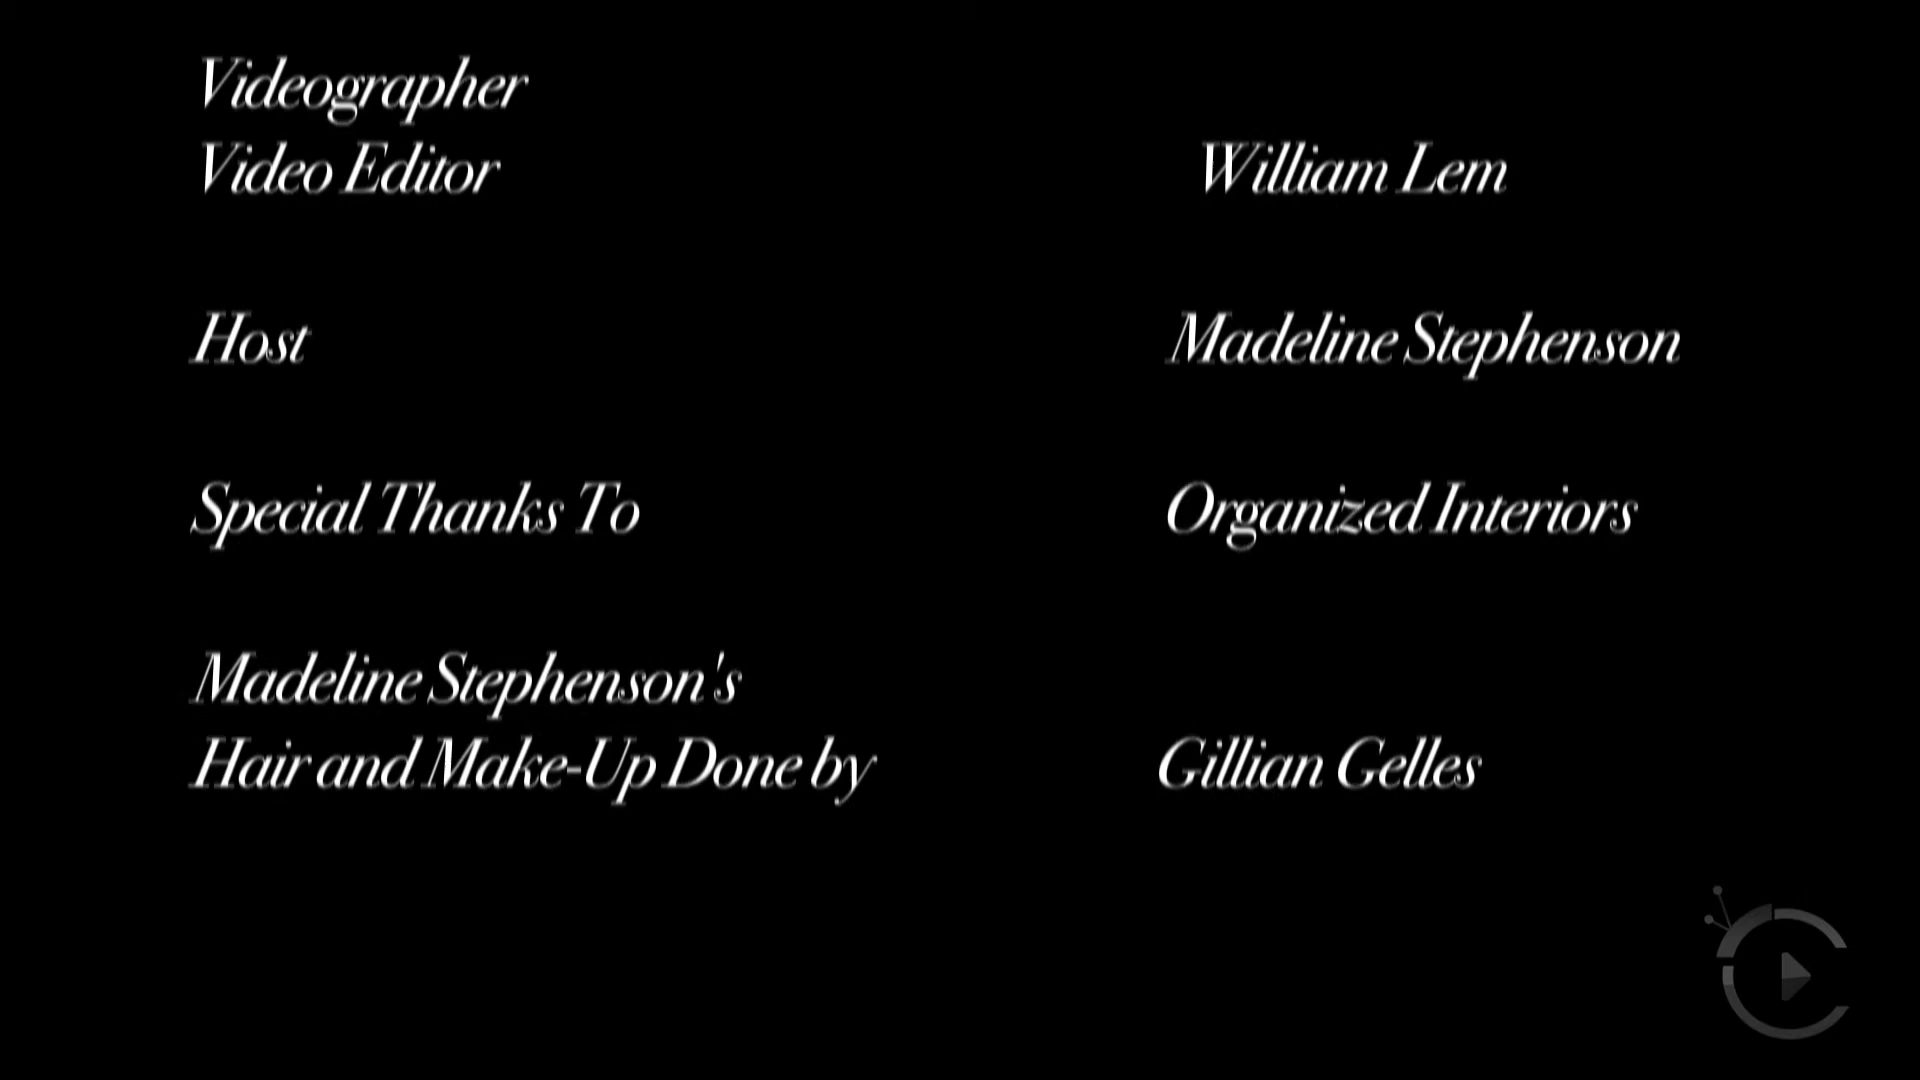 Videographer
Video Editor William Lem
Host Madeline Stephenson
Special Thanks To Organized Interiors
Madeline Stephenson's
Hair and Make-Up Done by Gillian Gelles